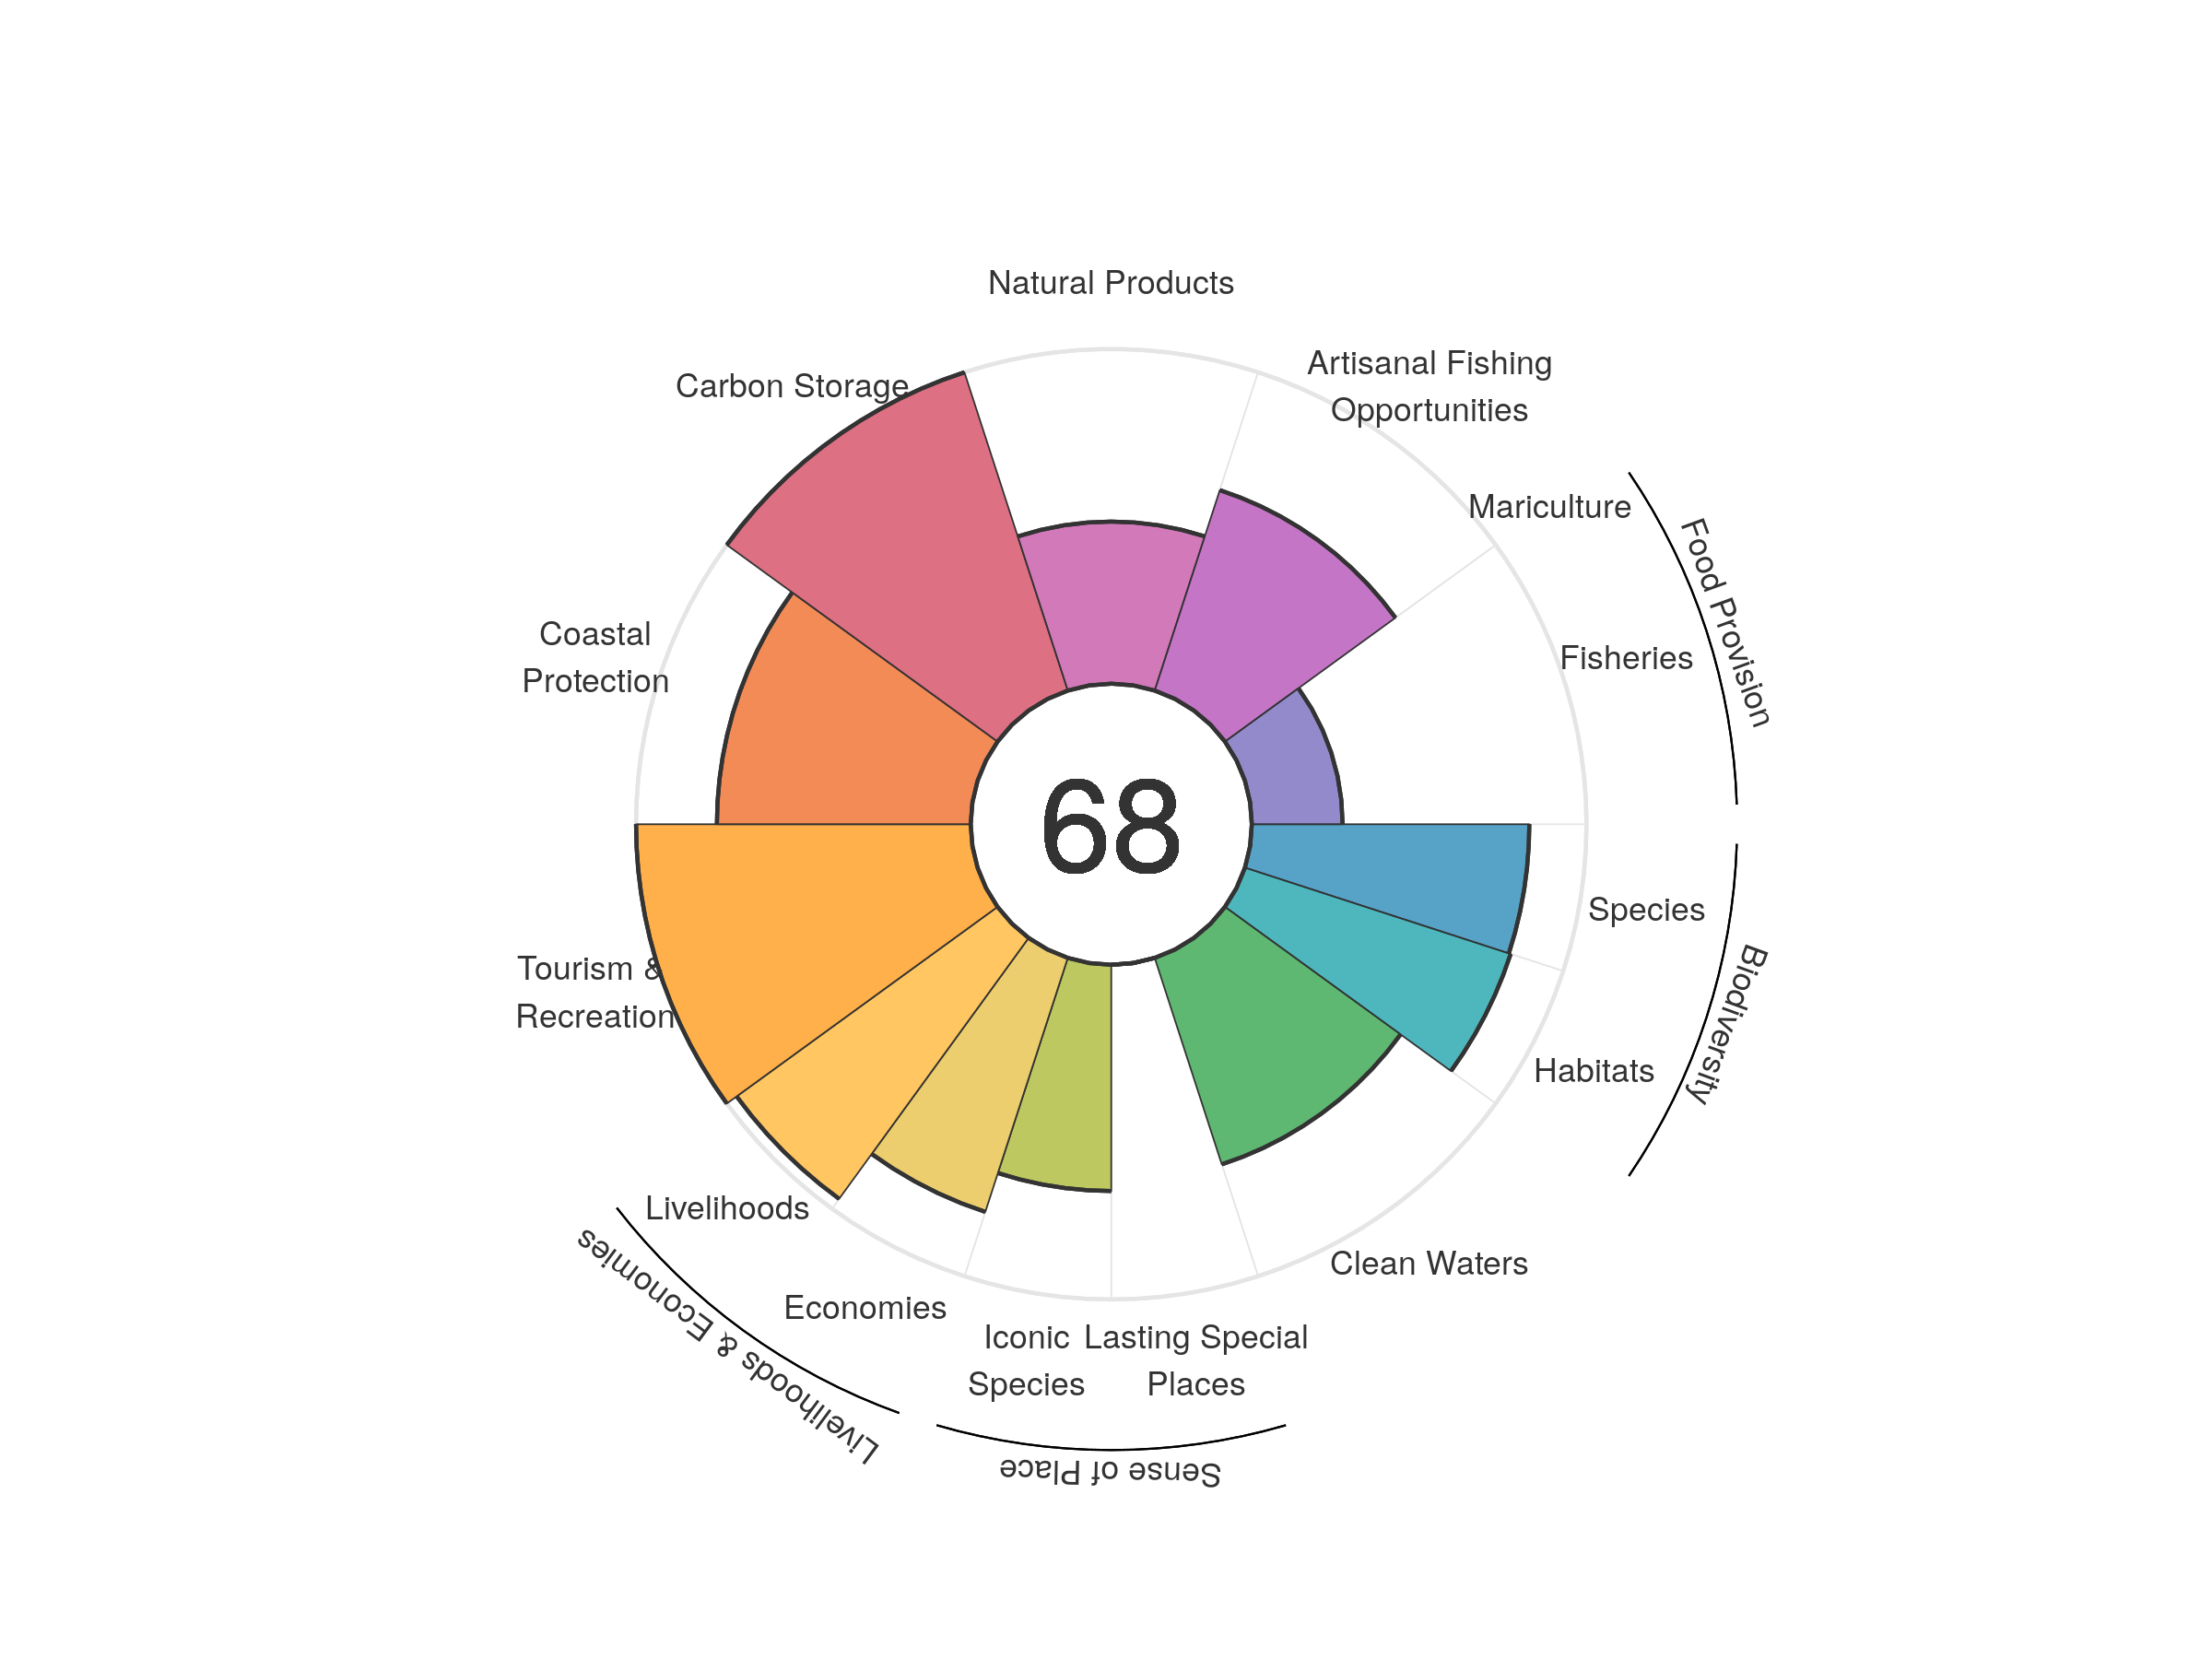 Natural Products
Artisanal Fishing
Opportunities
Carbon Storage
Mariculture
Food Provision
Fisheries
Coastal
Protection
68
Species
Biodiversity
Habitats
Tourism &
Recreation
Livelihoods
Livelihoods & Economies
Economies
Clean Waters
Iconic
Species
Lasting Special
Places
Sense of Place